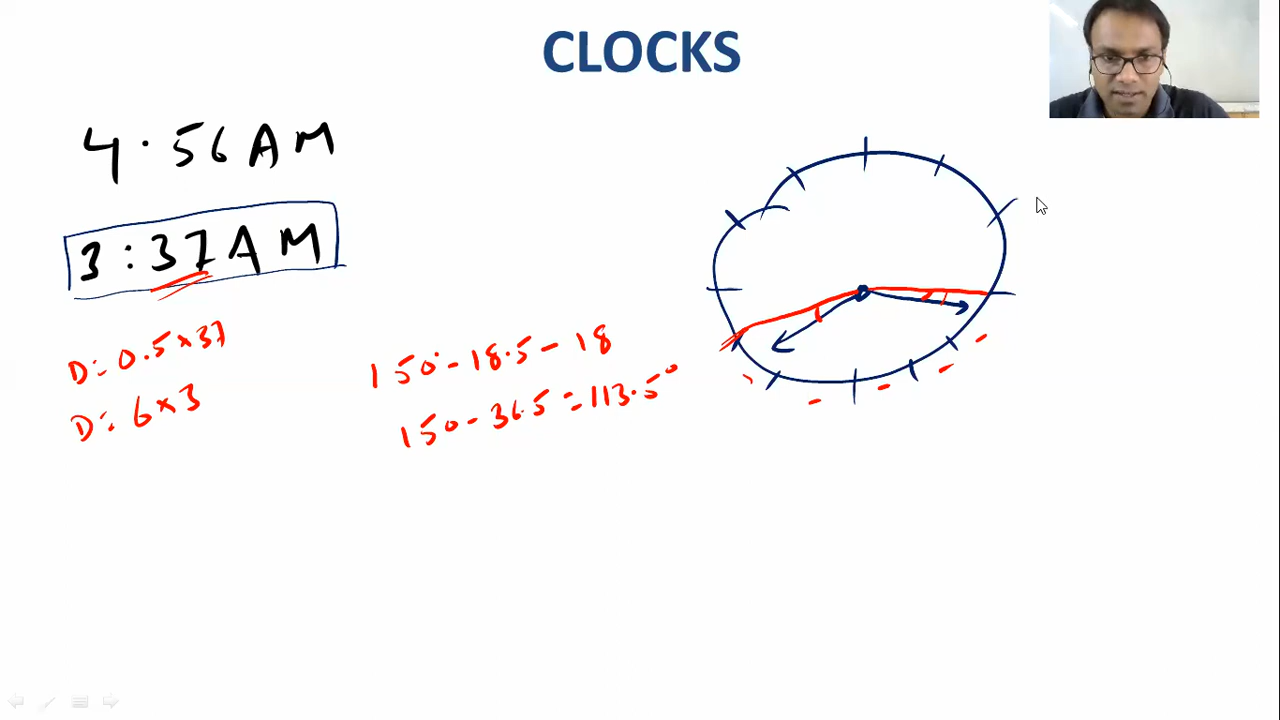 CLOCKS
4.56 AM
3:37 AM
D= 0.5×37
D= 6×3
150°-18.5-18
150-36.5=113.5°